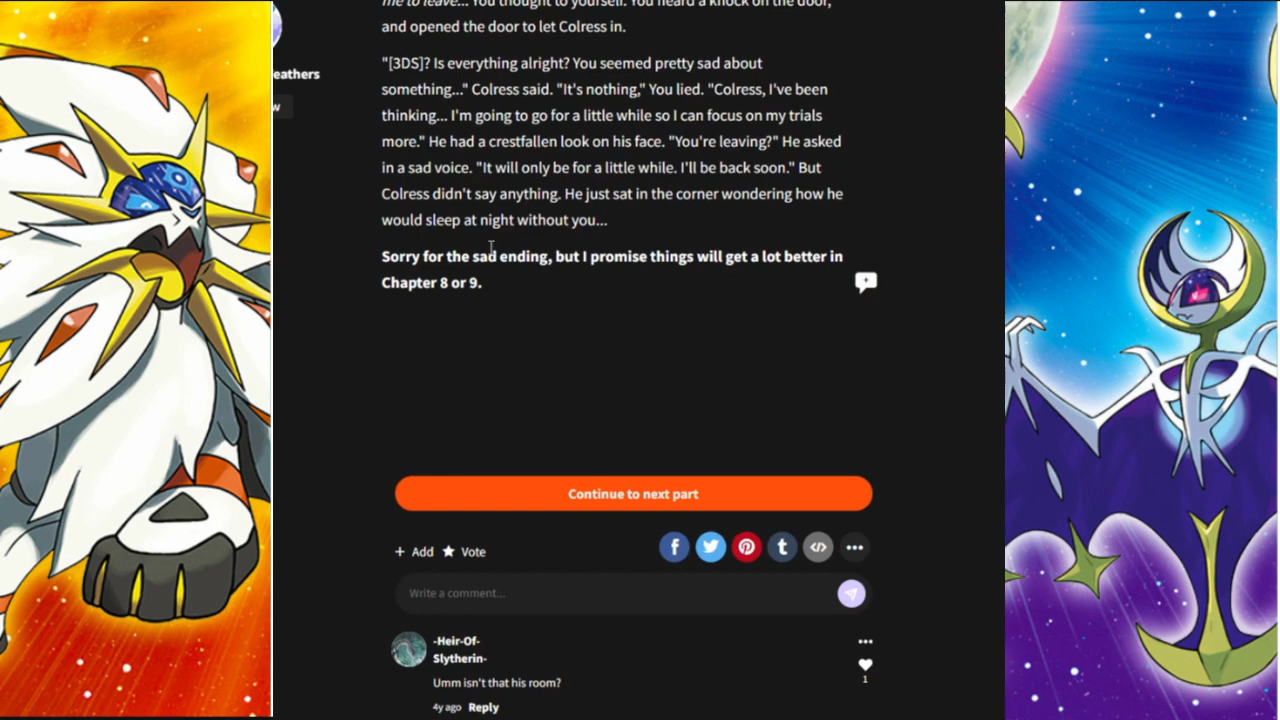 me to leave... You thought to yourself. You heard a knock on the door,
and opened the door to let Colress in.
eathers
w
"[3DS]? Is everything alright? You seemed pretty sad about
something..." Colress said. "It's nothing," You lied. "Colress, I've been
thinking... I'm going to go for a little while so I can focus on my trials
more." He had a crestfallen look on his face. "You're leaving?" He asked
in a sad voice. "It will only be for a little while. I'll be back soon." But
Colress didn't say anything. He just sat in the corner wondering how he
would sleep at night without you...
Sorry for the sad ending, but I promise things will get a lot better in
Chapter 8 or 9.
Continue to next part
+ Add ★ Vote
Write a comment...
-Heir-Of-
Slytherin-
1
Umm isn't that his room?
4y ago Reply